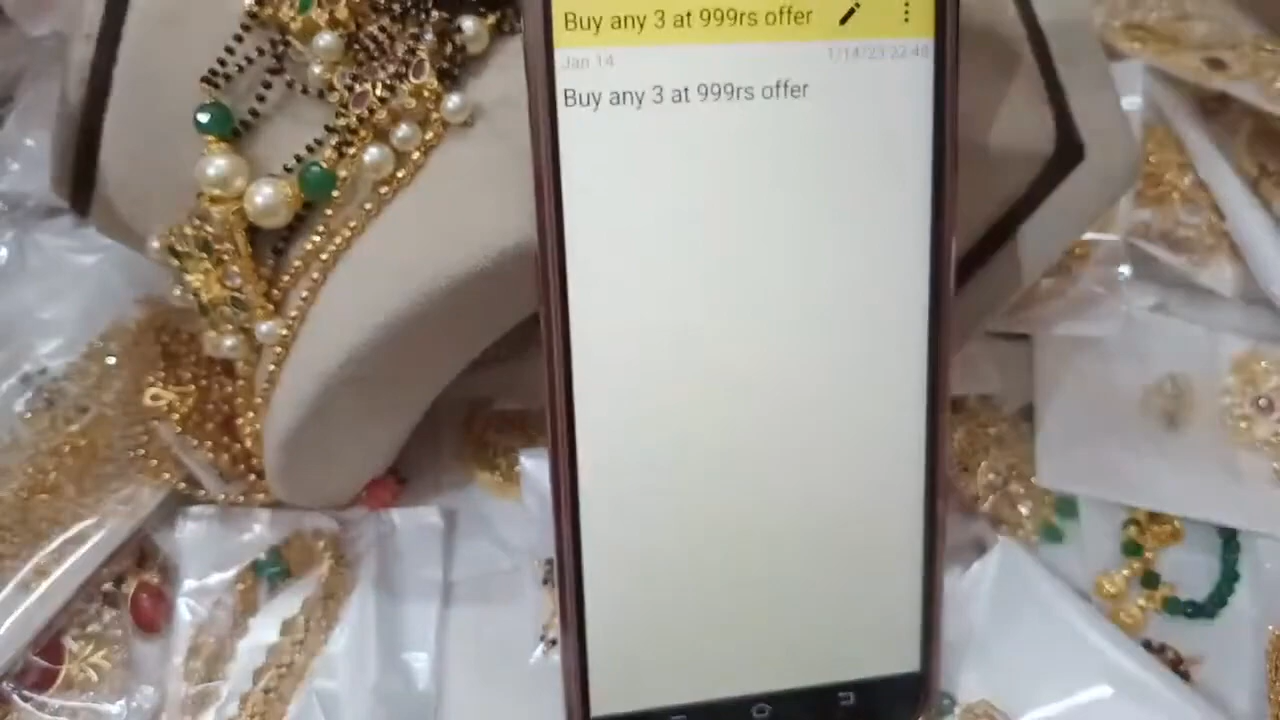 Buy any 3 at 999rs offer
Jan 14 1/14/23 22:48
Buy any 3 at 999rs offer